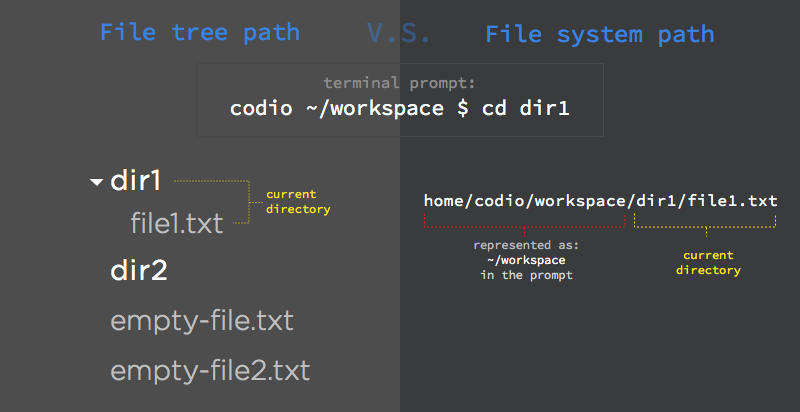 File tree path V.S. File system path
terminal prompt:
codio ~/workspace $ cd dir1
dir1
file1.txt
current
directory
dir2
empty-file.txt
empty-file2.txt
home/codio/workspace/dir1/file1.txt
represented as:
~/workspace
in the prompt
current
directory